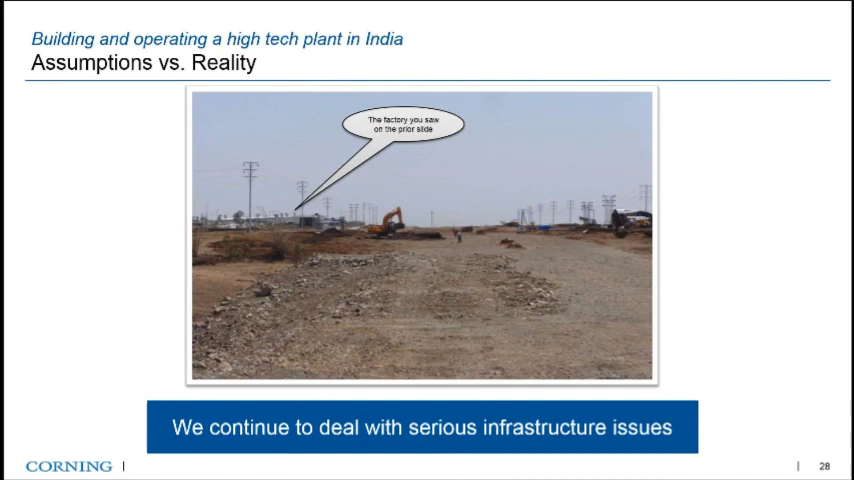 Building and operating a high tech plant in India
Assumptions vs. Reality
The factory you saw
on the prior slide
We continue to deal with serious infrastructure issues
CORNING |
| 28